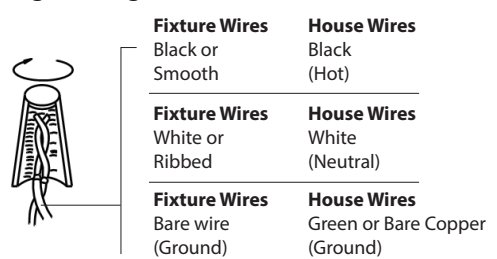 Fixture Wires House Wires
Black or Black
Smooth (Hot)
Fixture Wires House Wires
White or White
Ribbed (Neutral)
Fixture Wires House Wires
Bare wire Green or Bare Copper
(Ground) (Ground)